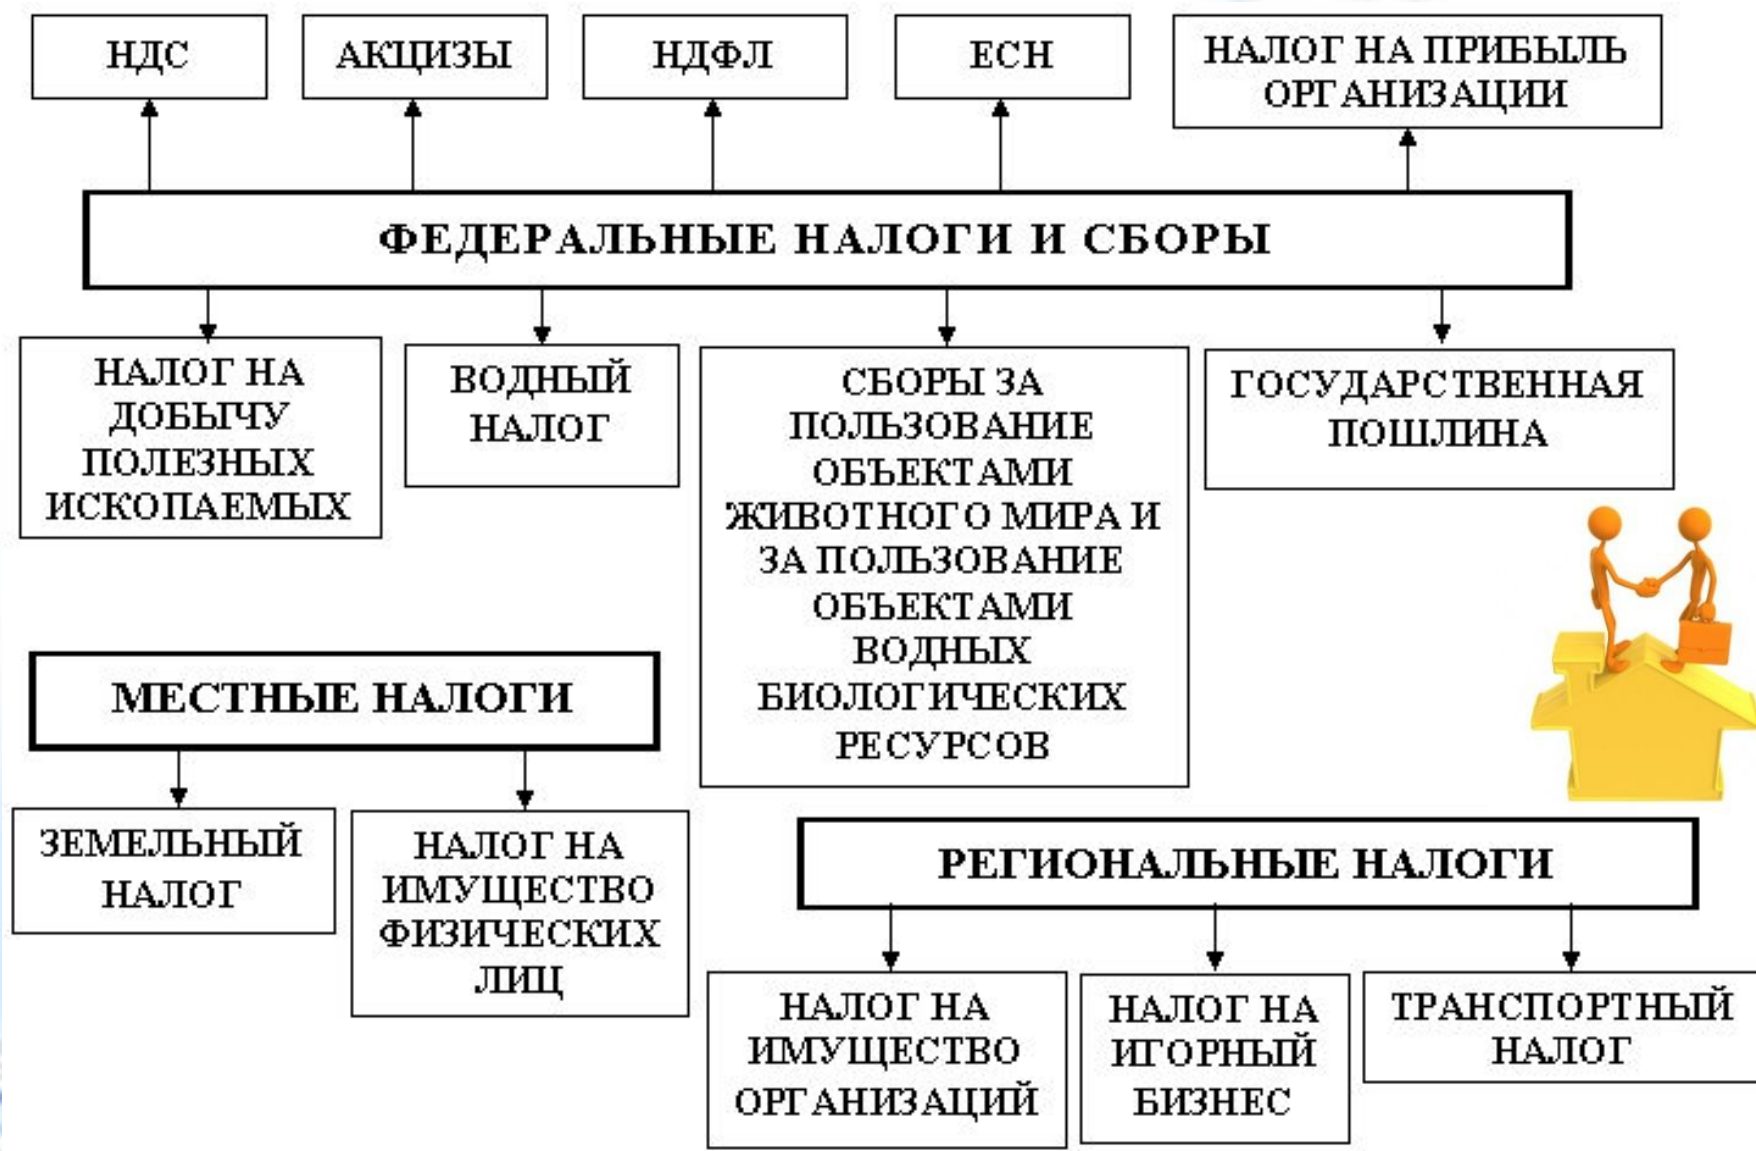 НДС
АКЦИЗЫ
НДФЛ
ЕСН
НАЛОГ НА ПРИБЫЛЬ
ОРГАНИЗАЦИИ
ФЕДЕРАЛЬНЫЕ НАЛОГИ И СБОРЫ
НАЛОГ НА
ДОБЫЧУ
ПОЛЕЗНЫХ
ИСКОПАЕМЫХ
ВОДНЫЙ
НАЛОГ
СБОРЫ ЗА
ПОЛЬЗОВАНИЕ
ОБЪЕКТАМИ
ЖИВОТНОГО МИРА И
ЗА ПОЛЬЗОВАНИЕ
ОБЪЕКТАМИ
ВОДНЫХ
БИОЛОГИЧЕСКИХ
РЕСУРСОВ
ГОСУДАРСТВЕННАЯ
ПОШЛИНА
МЕСТНЫЕ НАЛОГИ
ЗЕМЕЛЬНЫЙ
НАЛОГ
НАЛОГ НА
ИМУЩЕСТВО
ФИЗИЧЕСКИХ
ЛИЦ
РЕГИОНАЛЬНЫЕ НАЛОГИ
НАЛОГ НА
ИМУЩЕСТВО
ОРГАНИЗАЦИЙ
НАЛОГ НА
ИГОРНЫЙ
БИЗНЕС
ТРАНСПОРТНЫЙ
НАЛОГ